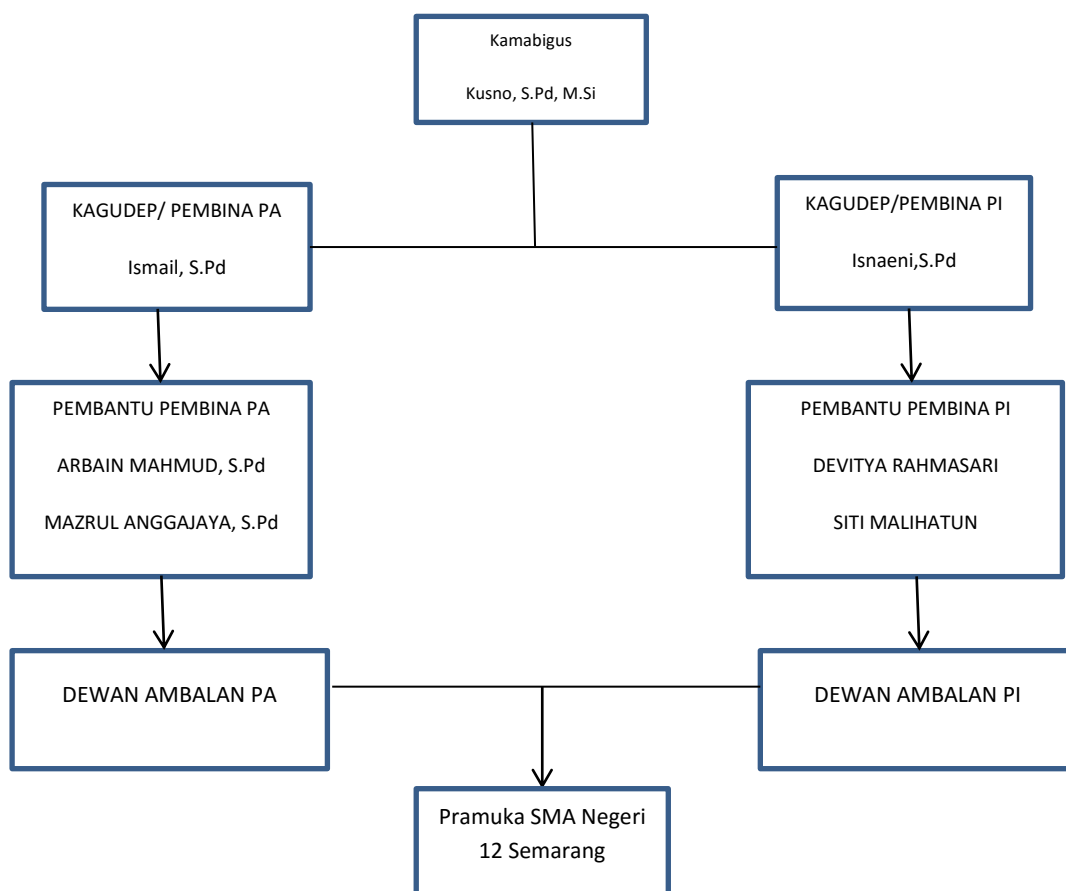 Kamabigus
Kusno, S.Pd, M.Si
KAGUDEP/ PEMBINA PA
Ismail, S.Pd
KAGUDEP/PEMBINA PI
Isnaeni,S.Pd
PEMBANTU PEMBINA PA
ARBAIN MAHMUD, S.Pd
MAZRUL ANGGAJAYA, S.Pd
PEMBANTU PEMBINA PI
DEVITYA RAHMASARI
SITI MALIHATUN
DEWAN AMBALAN PA
DEWAN AMBALAN PI
Pramuka SMA Negeri
12 Semarang